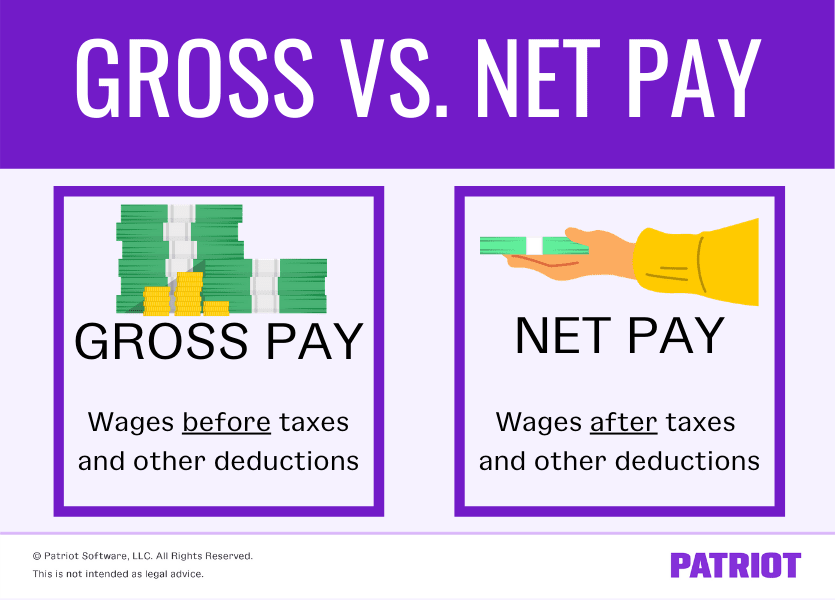 GROSS VS. NET PAY
GROSS PAY
Wages before taxes
and other deductions
NET PAY
Wages after taxes
and other deductions
© Patriot Software, LLC. All Rights Reserved.
This is not intended as legal advice.
PATRIOT